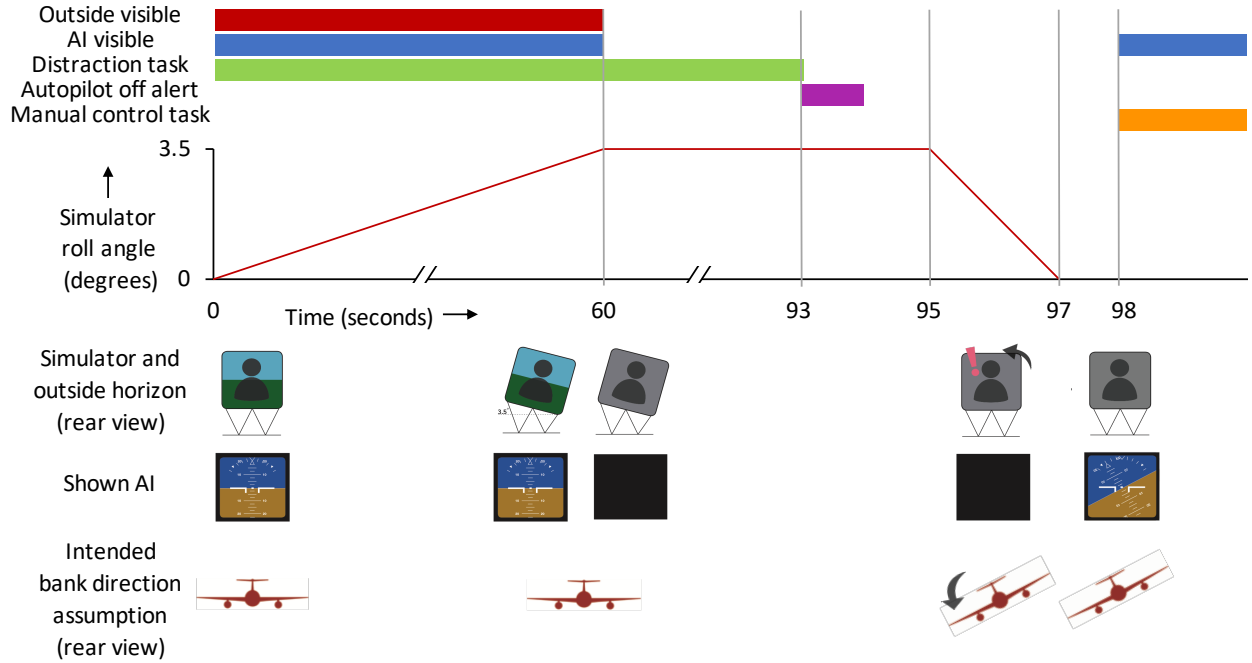 Outside visible
AI visible
Distraction task
Autopilot off alert
Manual control task
3.5
Simulator
roll angle
(degrees)
0
0
Time (seconds)
60
93
95
97
98
Simulator and
outside horizon
(rear view)
3.5
!
Shown AI
Intended
bank direction
assumption
(rear view)